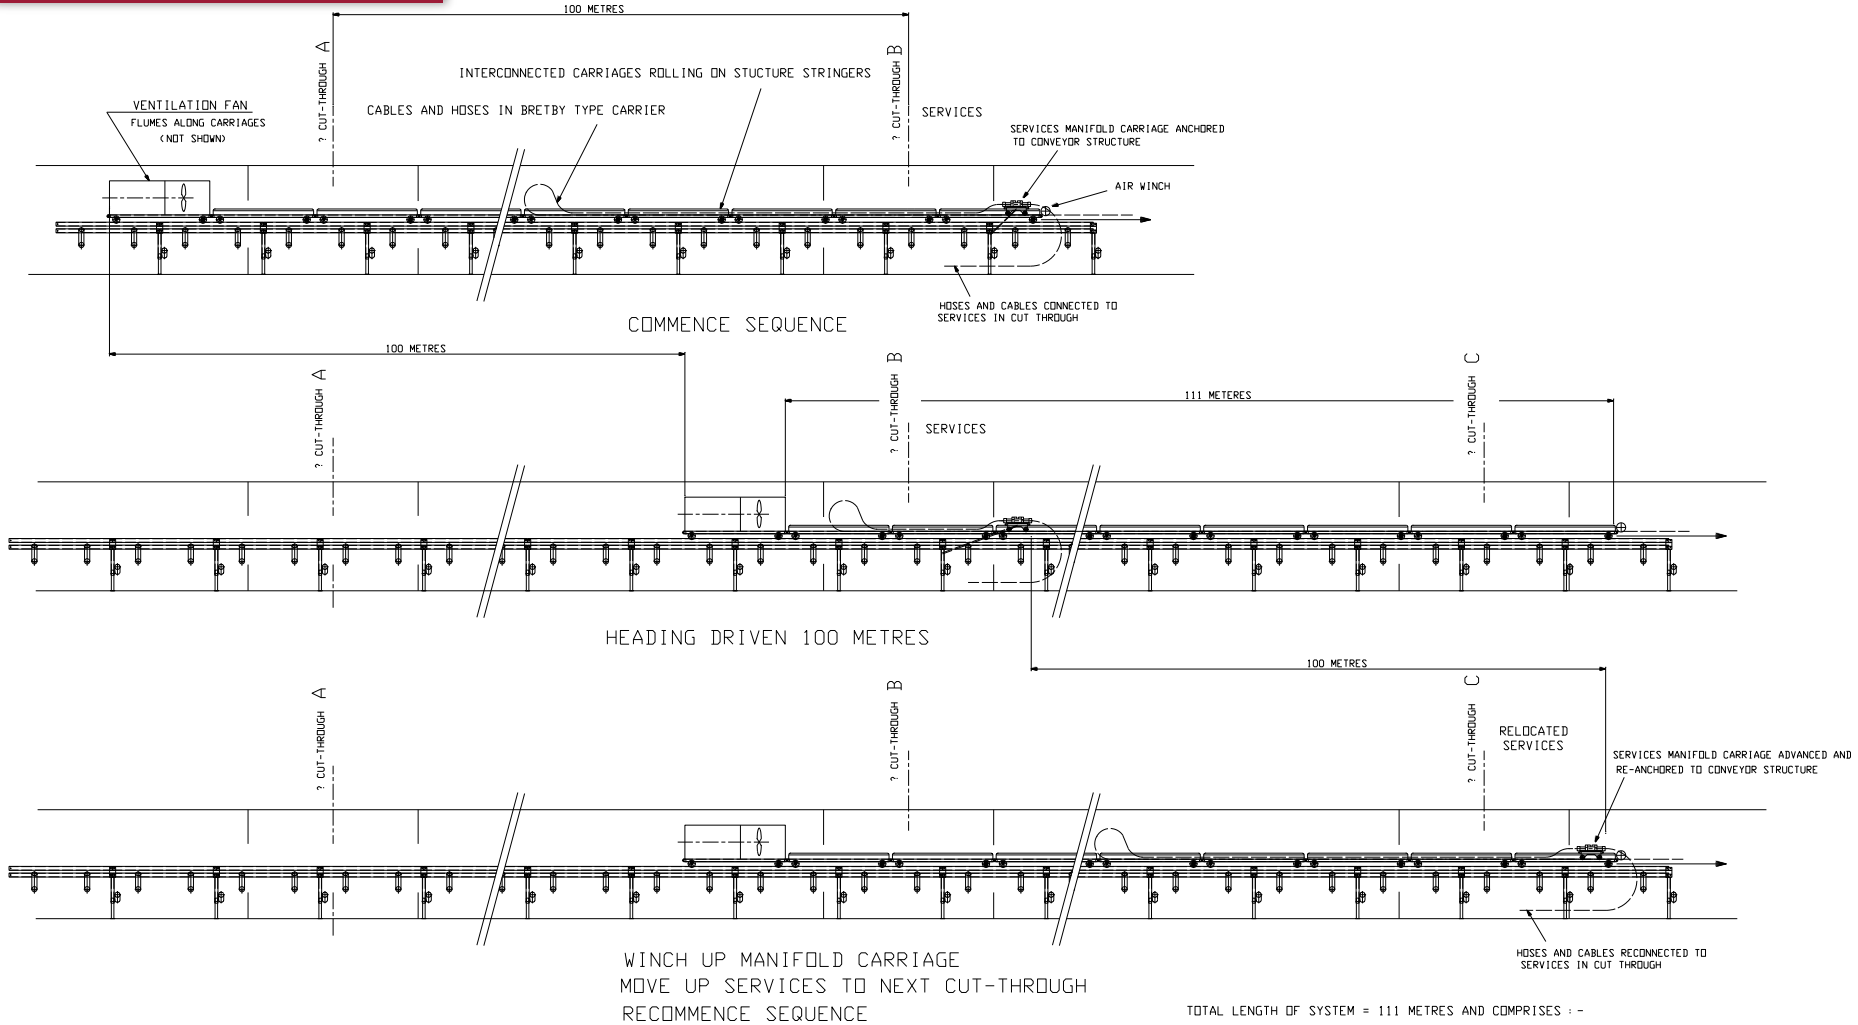 100 METRES
? CUT-THROUGH A
? CUT-THROUGH B
INTERCONNECTED CARRIAGES ROLLING ON STUCTURE STRINGERS
VENTILATION FAN
FLUMES ALONG CARRIAGES
(NOT SHOWN)
CABLES AND HOSES IN BRETBY TYPE CARRIER
SERVICES
SERVICES MANIFOLD CARRIAGE ANCHORED
TO CONVEYOR STRUCTURE
AIR WINCH
HOSES AND CABLES CONNECTED TO
SERVICES IN CUT THROUGH
COMMENCE SEQUENCE
100 METRES
? CUT-THROUGH A
? CUT-THROUGH B
? CUT-THROUGH C
111 METERES
SERVICES
HEADING DRIVEN 100 METRES
100 METRES
? CUT-THROUGH A
? CUT-THROUGH B
? CUT-THROUGH C
RELOCATED
SERVICES
SERVICES MANIFOLD CARRIAGE ADVANCED AND
RE-ANCHORED TO CONVEYOR STRUCTURE
HOSES AND CABLES RECONNECTED TO
SERVICES IN CUT THROUGH
WINCH UP MANIFOLD CARRIAGE
MOVE UP SERVICES TO NEXT CUT-THROUGH
RECOMMENCE SEQUENCE
TOTAL LENGTH OF SYSTEM = 111 METRES AND COMPRISES :-